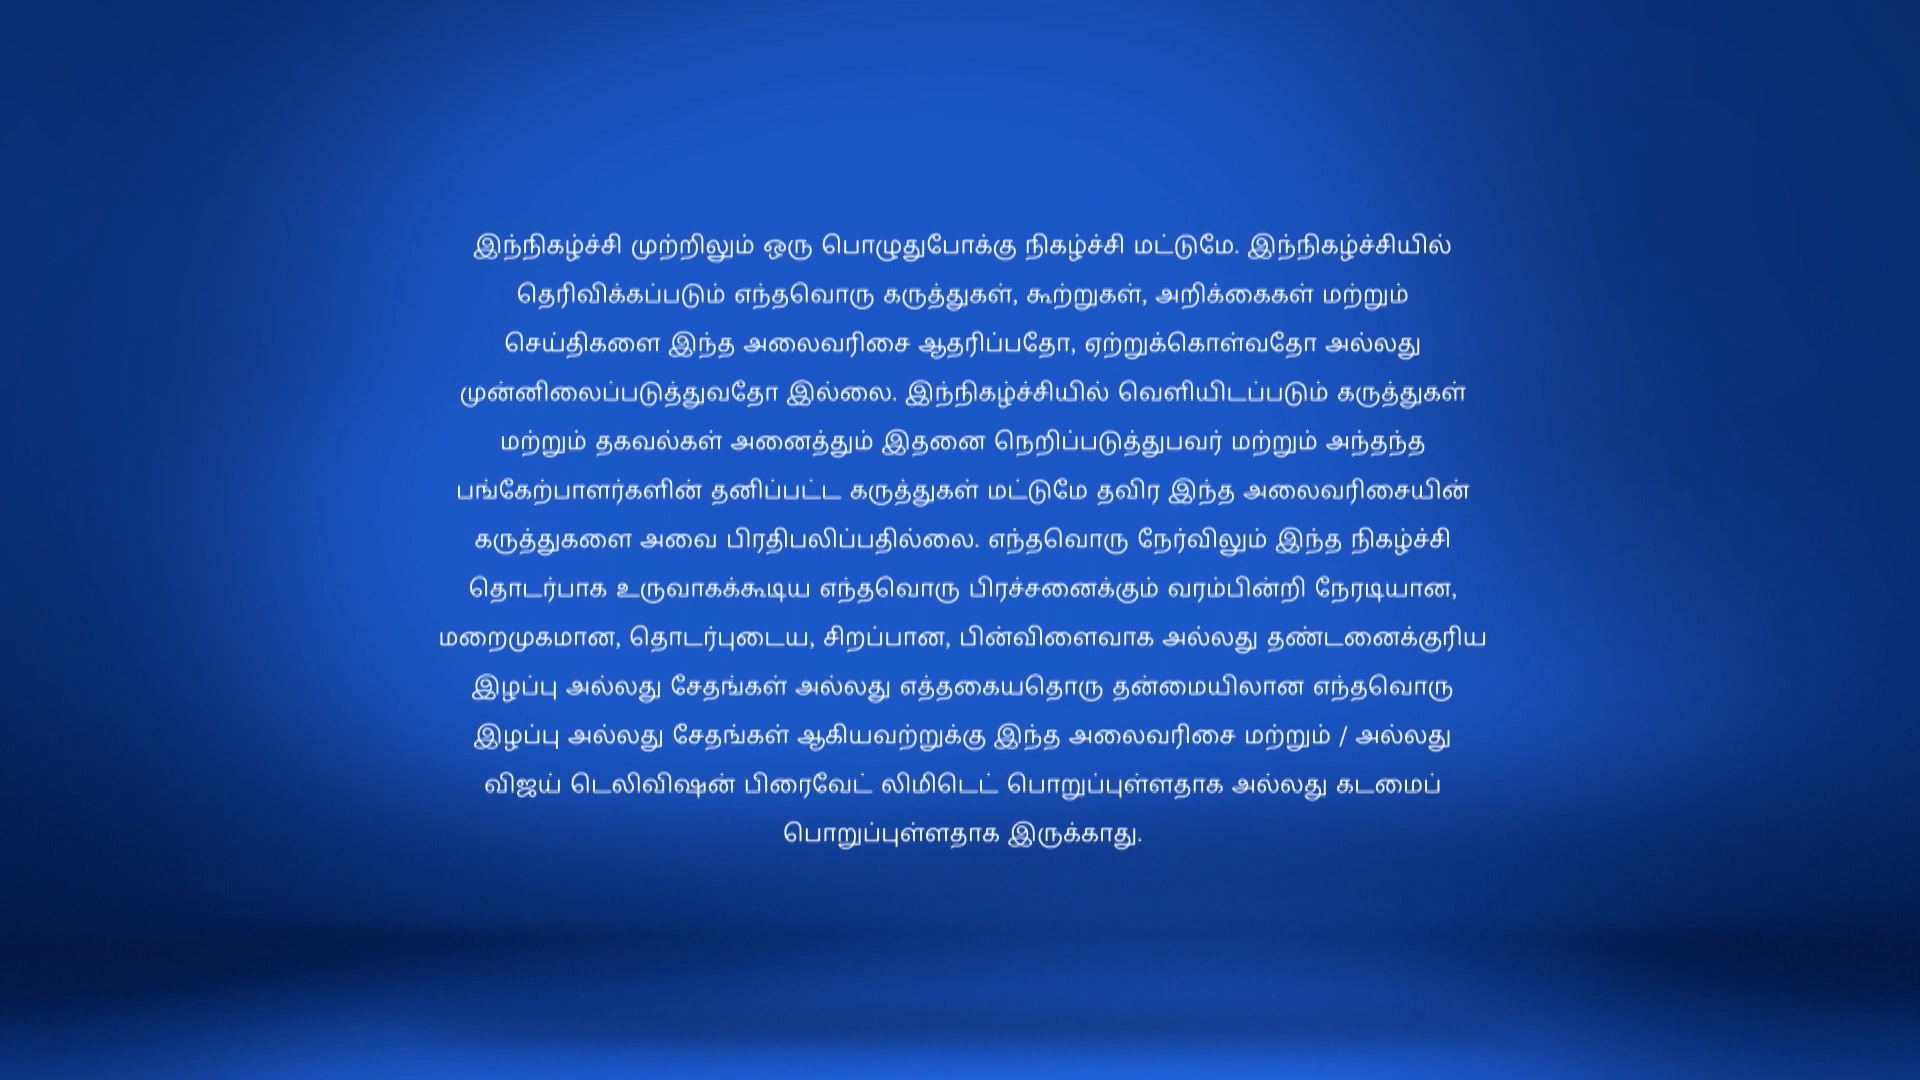 இந்நிகழ்ச்சி முற்றிலும் ஒரு பொழுதுபோக்கு நிகழ்ச்சி மட்டுமே. இந்நிகழ்ச்சியில்
தெரிவிக்கப்படும் எந்தவொரு கருத்துகள், கூற்றுகள், அறிக்கைகள் மற்றும்
செய்திகளை இந்த அலைவரிசை ஆதரிப்பதோ, ஏற்றுக்கொள்வதோ அல்லது
முன்னிலைப்படுத்துவதோ இல்லை. இந்நிகழ்ச்சியில் வெளியிடப்படும் கருத்துகள்
மற்றும் தகவல்கள் அனைத்தும் இதனை நெறிப்படுத்துபவர் மற்றும் அந்தந்த
பங்கேற்பாளர்களின் தனிப்பட்ட கருத்துகள் மட்டுமே தவிர இந்த அலைவரிசையின்
கருத்துகளை அவை பிரதிபலிப்பதில்லை. எந்தவொரு நேர்விலும் இந்த நிகழ்ச்சி
தொடர்பாக உருவாகக்கூடிய எந்தவொரு பிரச்சனைக்கும் வரம்பின்றி நேரடியான,
மறைமுகமான, தொடர்புடைய, சிறப்பான, பின்விளைவாக அல்லது தண்டனைக்குரிய
இழப்பு அல்லது சேதங்கள் அல்லது எத்தகையதொரு தன்மையிலான எந்தவொரு
இழப்பு அல்லது சேதங்கள் ஆகியவற்றுக்கு இந்த அலைவரிசை மற்றும் / அல்லது
விஜய் டெலிவிஷன் பிரைவேட் லிமிடெட் பொறுப்புள்ளதாக அல்லது கடமைப்
பொறுப்புள்ளதாக இருக்காது.